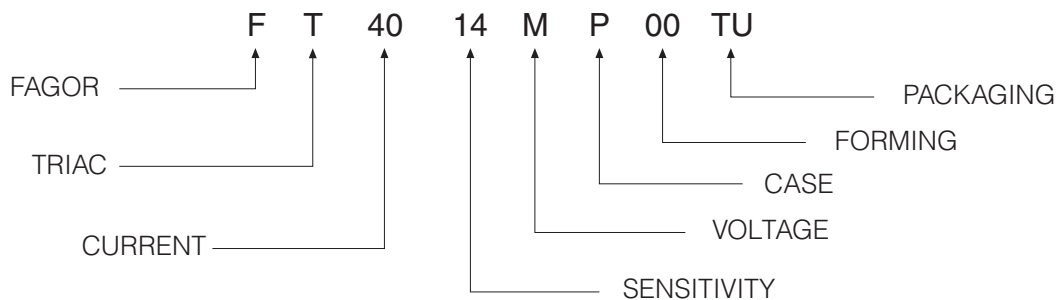 F T 40 14 M P 00 TU
FAGOR
PACKAGING
FORMING
TRIAC
CASE
VOLTAGE
CURRENT
SENSITIVITY